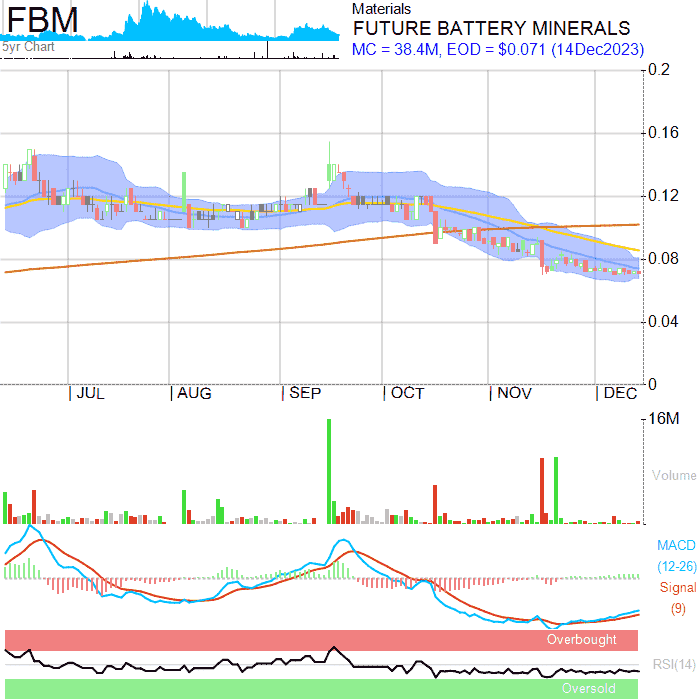 FBM
5yr Chart
Materials
FUTURE BATTERY MINERALS
MC = 38.4M, EOD = $0.071 (14Dec2023)
0.2
0.16
0.12
0.08
0.04
0
JUL
AUG
SEP
OCT
NOV
DEC
16M
Volume
MACD
(12-26)
Signal
(9)
Overbought
RSI(14)
Oversold